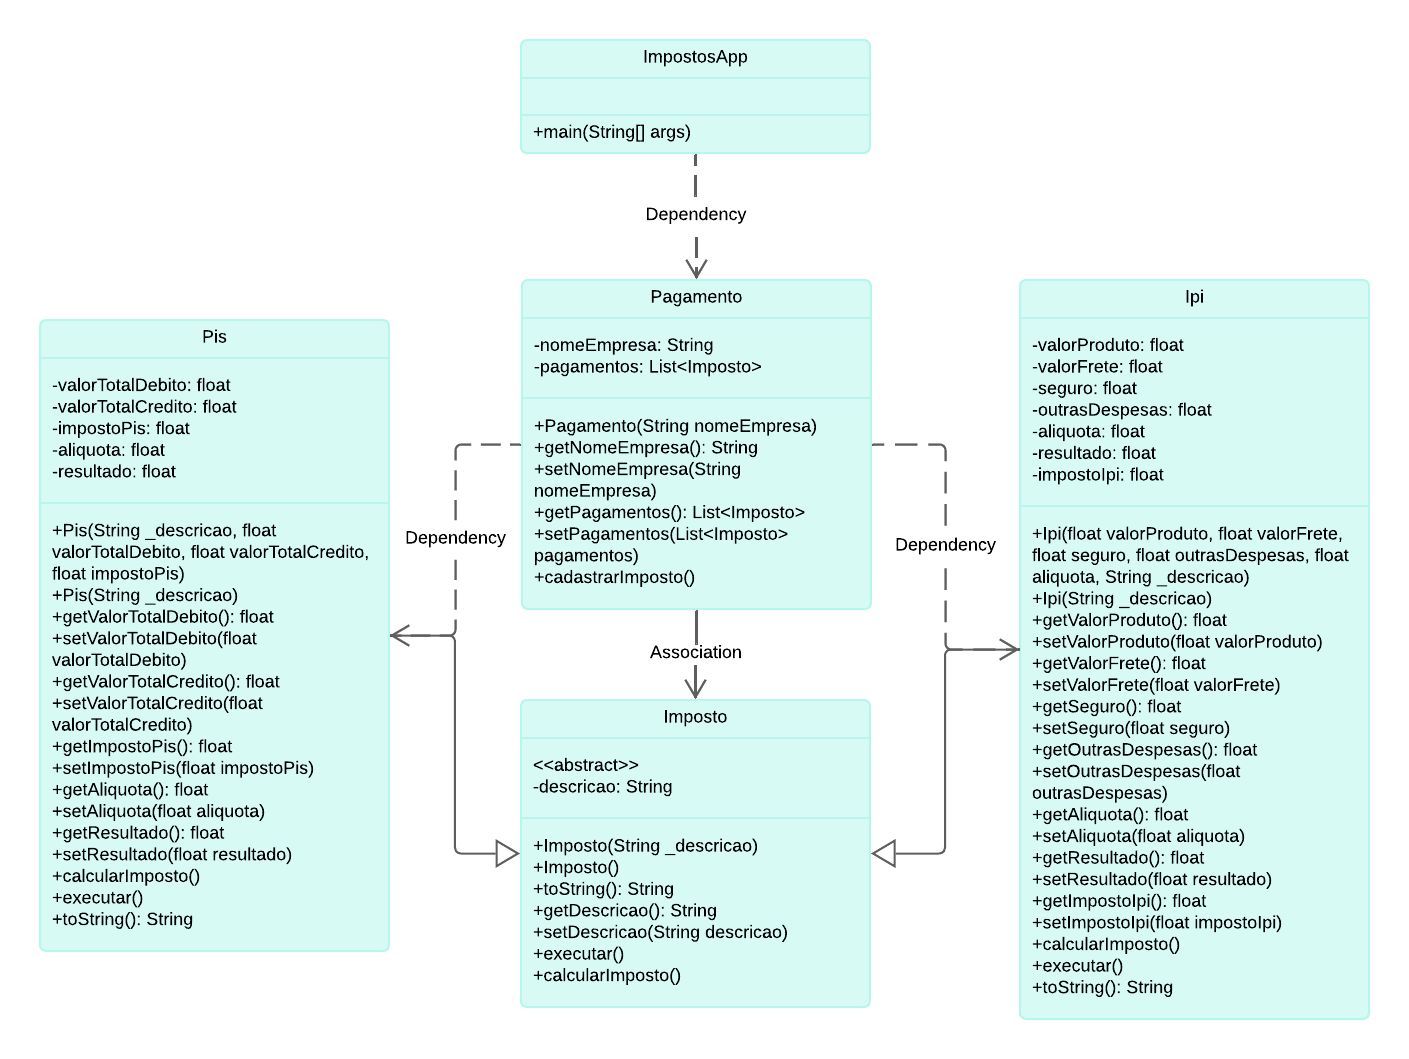 ImpostosApp
+main(String[] args)
Dependency
Pagamento
-nomeEmpresa: String
-pagamentos: List<Imposto>
+Pagamento(String nomeEmpresa)
+getNomeEmpresa(): String
+setNomeEmpresa(String
nomeEmpresa)
+getPagamentos(): List<Imposto>
+setPagamentos(List<Imposto>
pagamentos)
+cadastrarImposto()
Pis
-valorTotalDebito: float
-valorTotalCredito: float
-impostoPis: float
-aliquota: float
-resultado: float
+Pis(String _descricao, float
valorTotalDebito, float valorTotalCredito,
float impostoPis)
+Pis(String _descricao)
+getValorTotalDebito(): float
+setValorTotalDebito(float
valorTotalDebito)
+getValorTotalCredito(): float
+setValorTotalCredito(float
valorTotalCredito)
+getImpostoPis(): float
+setImpostoPis(float impostoPis)
+getAliquota(): float
+setAliquota(float aliquota)
+getResultado(): float
+setResultado(float resultado)
+calcularImposto()
+executar()
+toString(): String
Dependency
Association
Dependency
Imposto
<<abstract>>
-descricao: String
+Imposto(String _descricao)
+Imposto()
+toString(): String
+getDescricao(): String
+setDescricao(String descricao)
+executar()
+calcularImposto()
Ipi
-valorProduto: float
-valorFrete: float
-seguro: float
-outrasDespesas: float
-aliquota: float
-resultado: float
-impostoIpi: float
+Ipi(float valorProduto, float valorFrete,
float seguro, float outrasDespesas, float
aliquota, String _descricao)
+Ipi(String _descricao)
+getValorProduto(): float
+setValorProduto(float valorProduto)
+getValorFrete(): float
+setValorFrete(float valorFrete)
+getSeguro(): float
+setSeguro(float seguro)
+getOutrasDespesas(): float
+setOutrasDespesas(float
outrasDespesas)
+getAliquota(): float
+setAliquota(float aliquota)
+getResultado(): float
+setResultado(float resultado)
+getImpostoIpi(): float
+setImpostoIpi(float impostoIpi)
+calcularImposto()
+executar()
+toString(): String